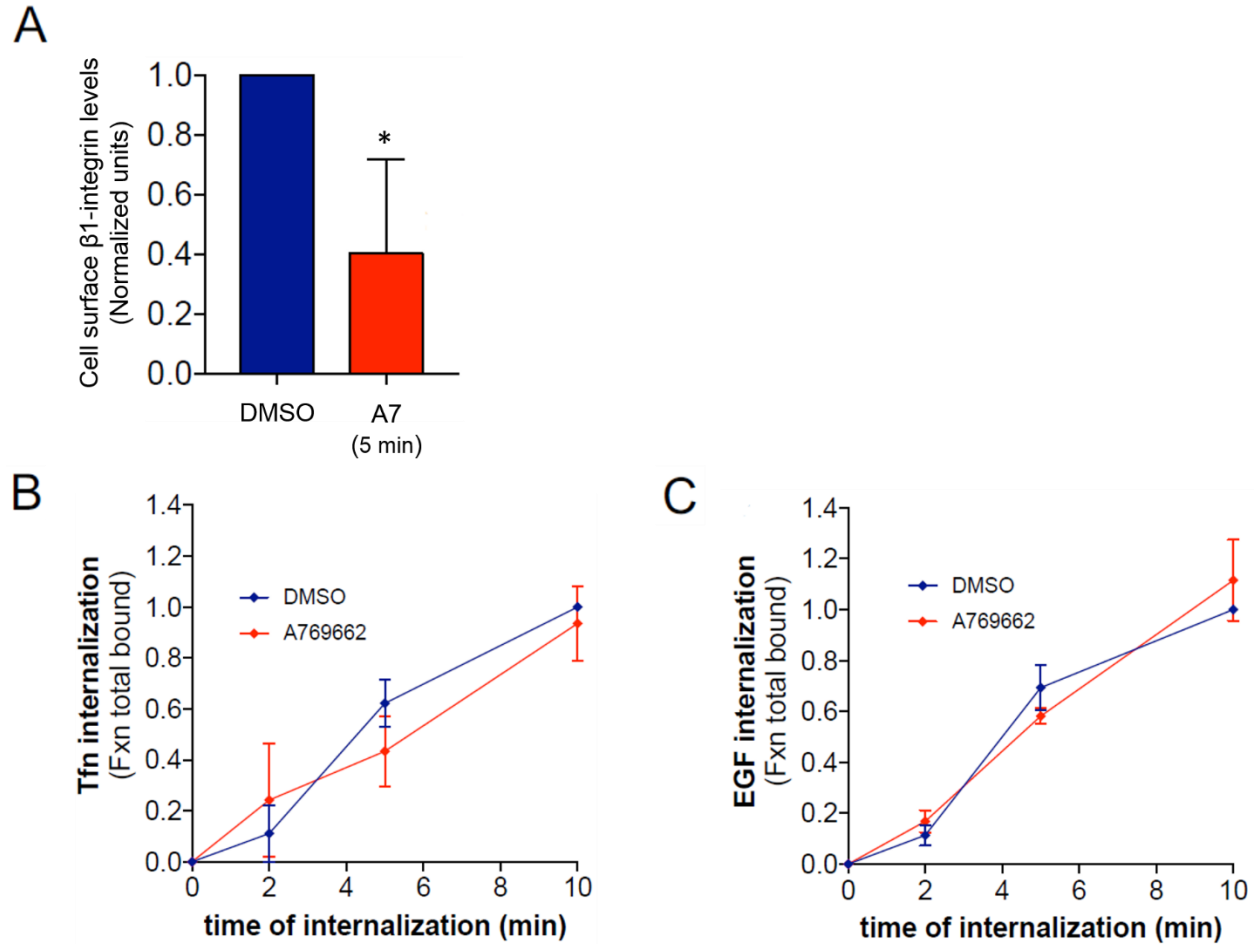 A
Cell surface β1-integrin levels
(Normalized units)
1.0
0.8
0.6
0.4
0.2
0.0
*
DMSO
A7
(5 min)
B
Tfn internalization
(Fxn total bound)
1.4
1.2
1.0
0.8
0.6
0.4
0.2
0.0
DMSO
A769662
0 2 4 6 8 10
time of internalization (min)
C
EGF internalization
(Fxn total bound)
1.4
1.2
1.0
0.8
0.6
0.4
0.2
0.0
DMSO
A769662
0 2 4 6 8 10
time of internalization (min)